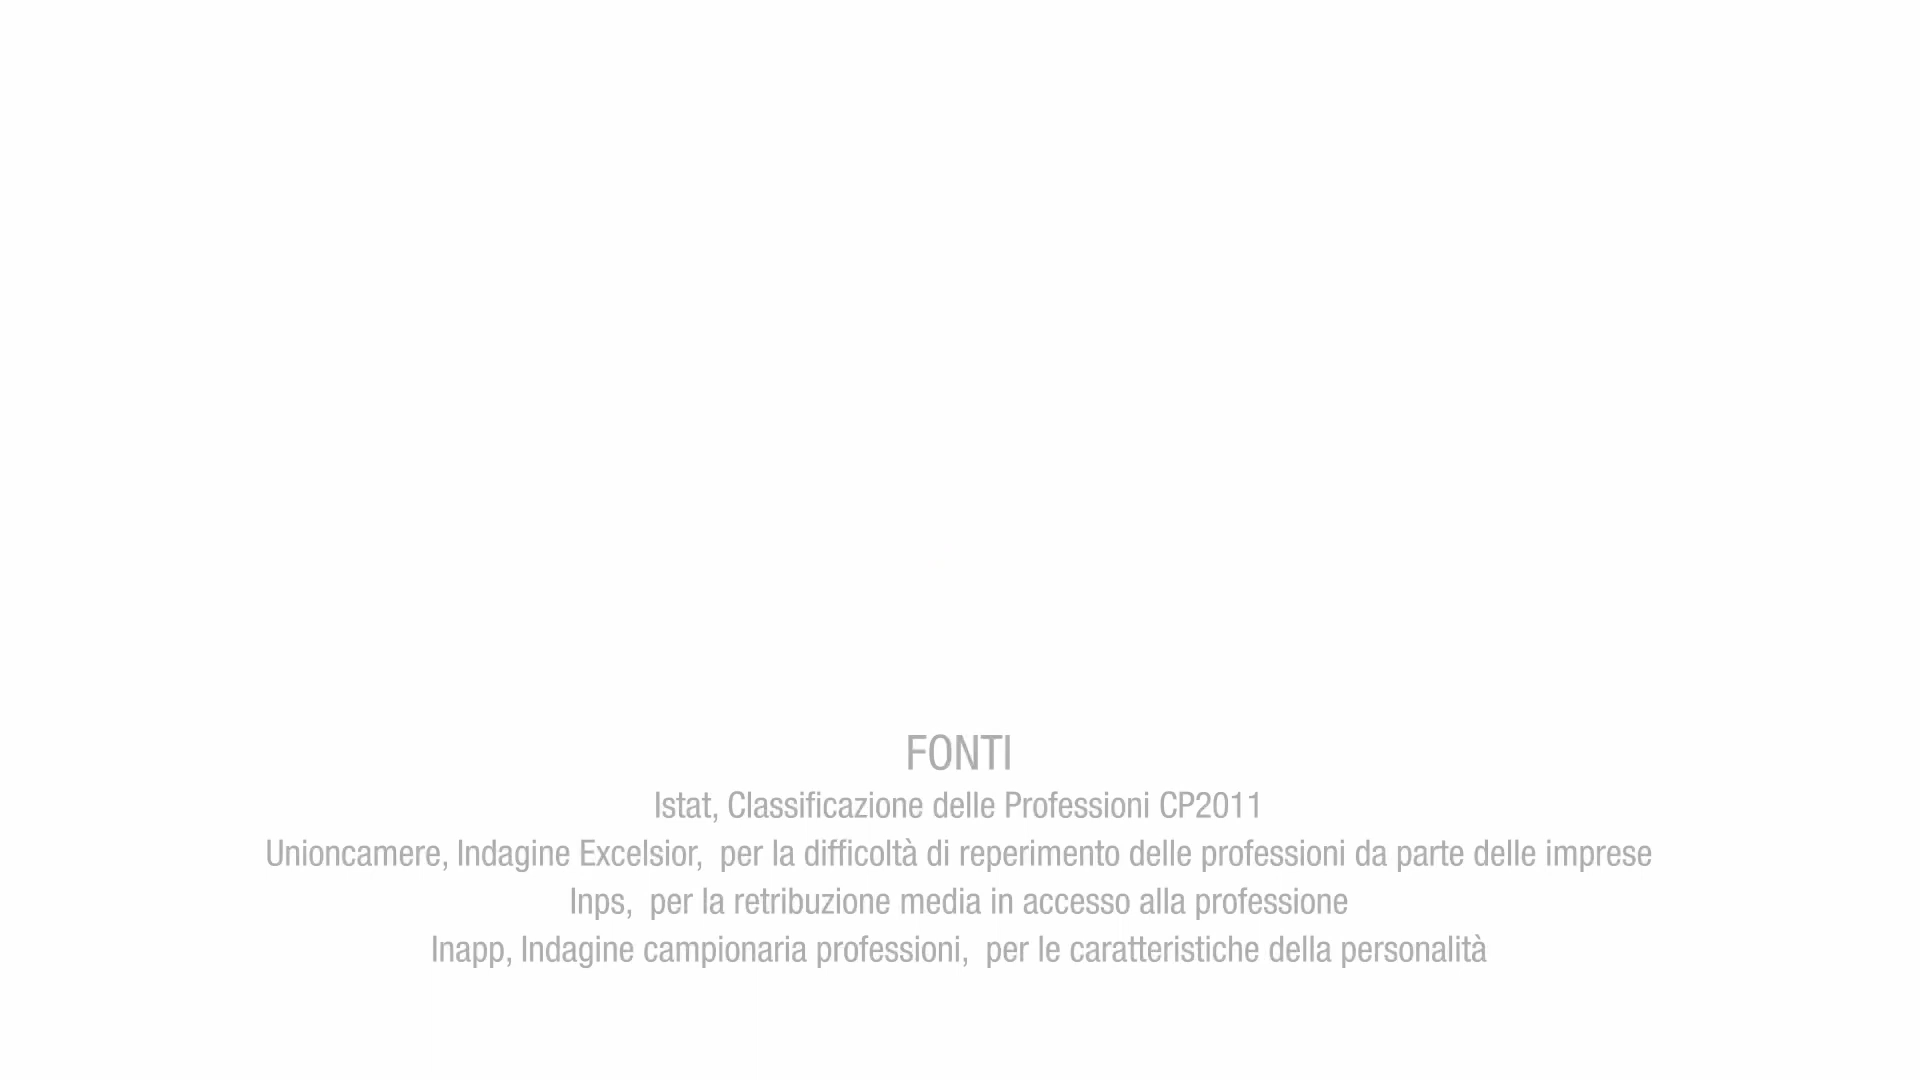 FONTI
Istat, Classificazione delle Professioni CP2011
Unioncamere, Indagine Excelsior,  per la difficoltà di reperimento delle professioni da parte delle imprese
Inps,  per la retribuzione media in accesso alla professione
Inapp, Indagine campionaria professioni,  per le caratteristiche della personalità